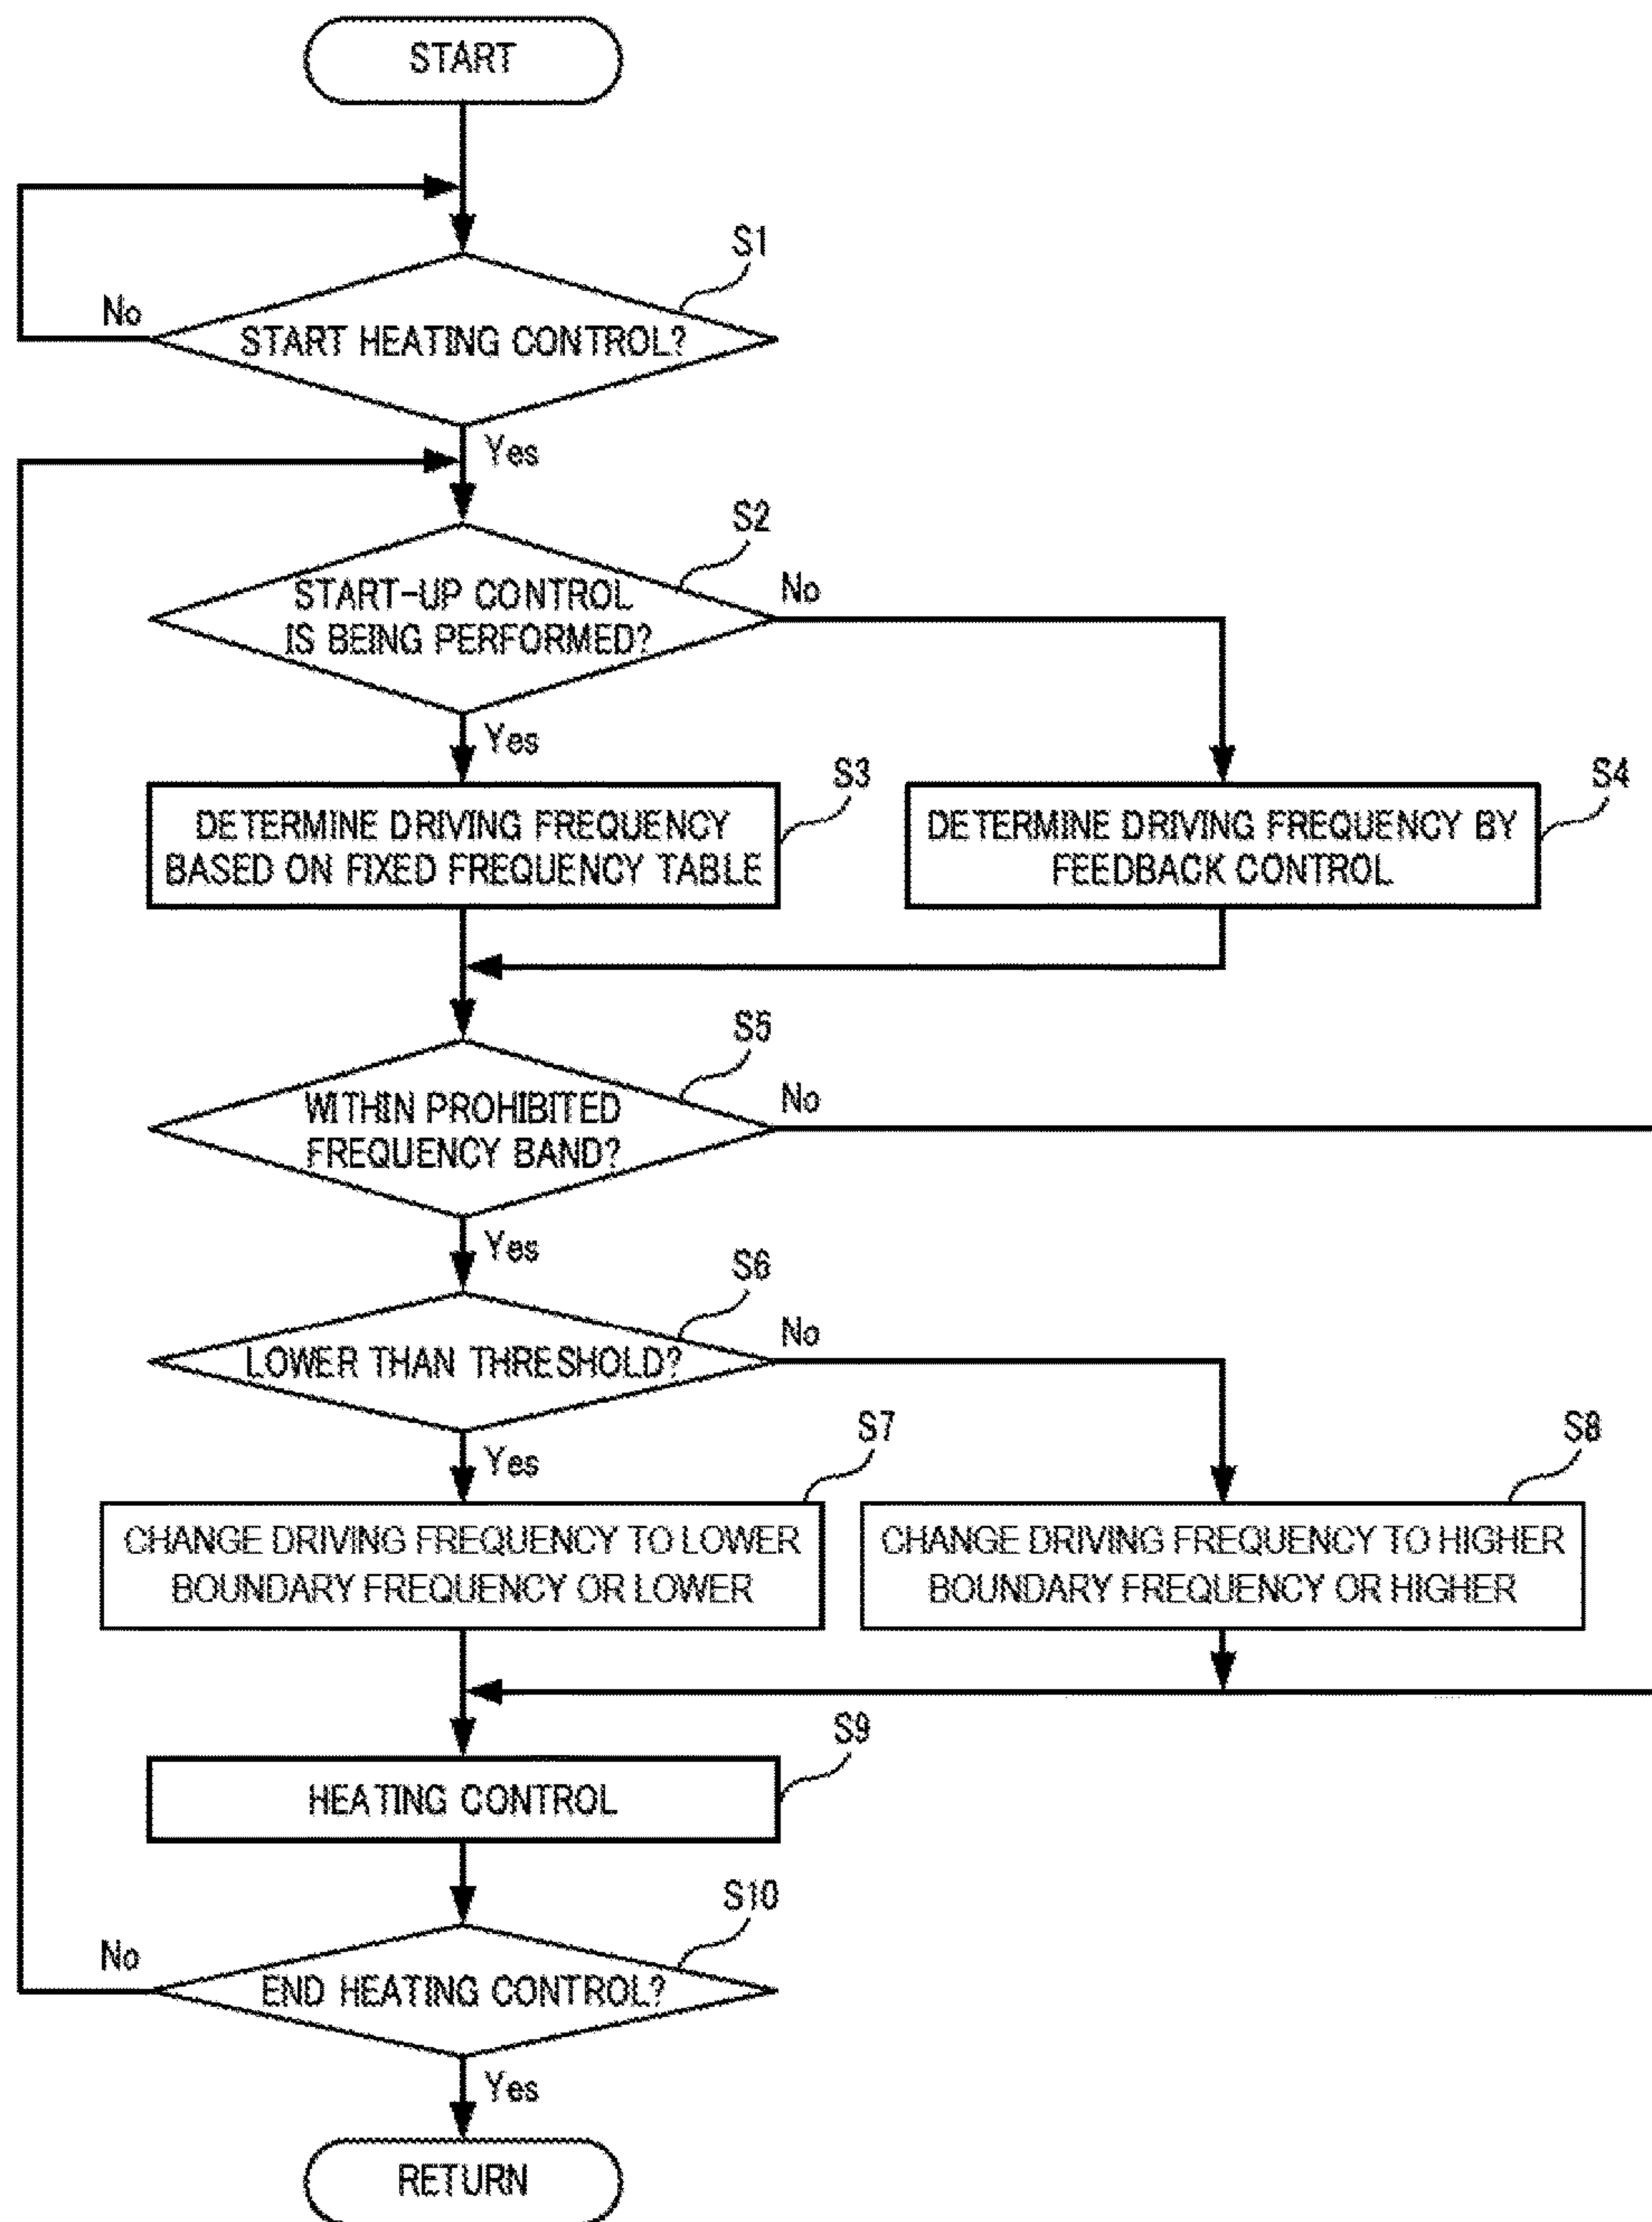 START
S1
No
START HEATING CONTROL?
Yes
S2
START-UP CONTROL
No
IS BEING PERFORMED?
Yes
S3
S4
DETERMINE DRIVING FREQUENCY
BASED ON FIXED FREQUENCY TABLE
DETERMINE DRIVING FREQUENCY BY
FEEDBACK CONTROL
S5
WITHIN PROHIBITED
No
FREQUENCY BAND?
Yes
S6
No
LOWER THAN THRESHOLD?
Yes
S7
S8
CHANGE DRIVING FREQUENCY TO LOWER
BOUNDARY FREQUENCY OR LOWER
CHANGE DRIVING FREQUENCY TO HIGHER
BOUNDARY FREQUENCY OR HIGHER
S9
HEATING CONTROL
S10
No
END HEATING CONTROL?
Yes
RETURN